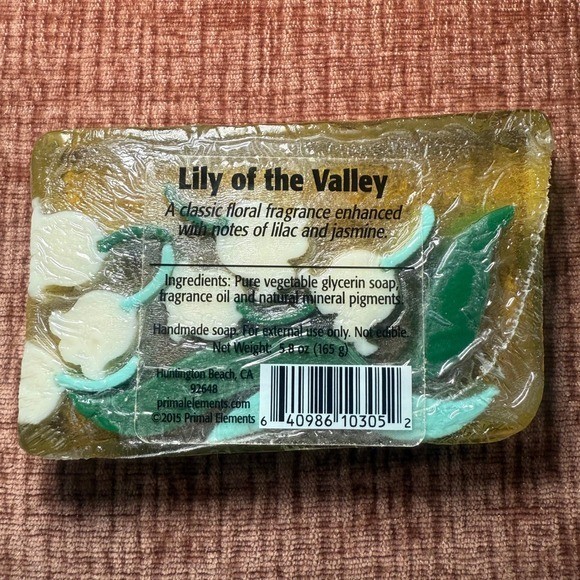 Lily of the Valley
A classic floral fragrance enhanced
with notes of lilac and jasmine.
Ingredients: Pure vegetable glycerin soap,
fragrance oil and natural mineral pigments.
Handmade soap. For external use only. Not edible.
Net Weight: 5.8 oz (165 g)
Huntington Beach, CA
92648
primalelements.com
©2015 Primal Elements
6 40986 10305 2